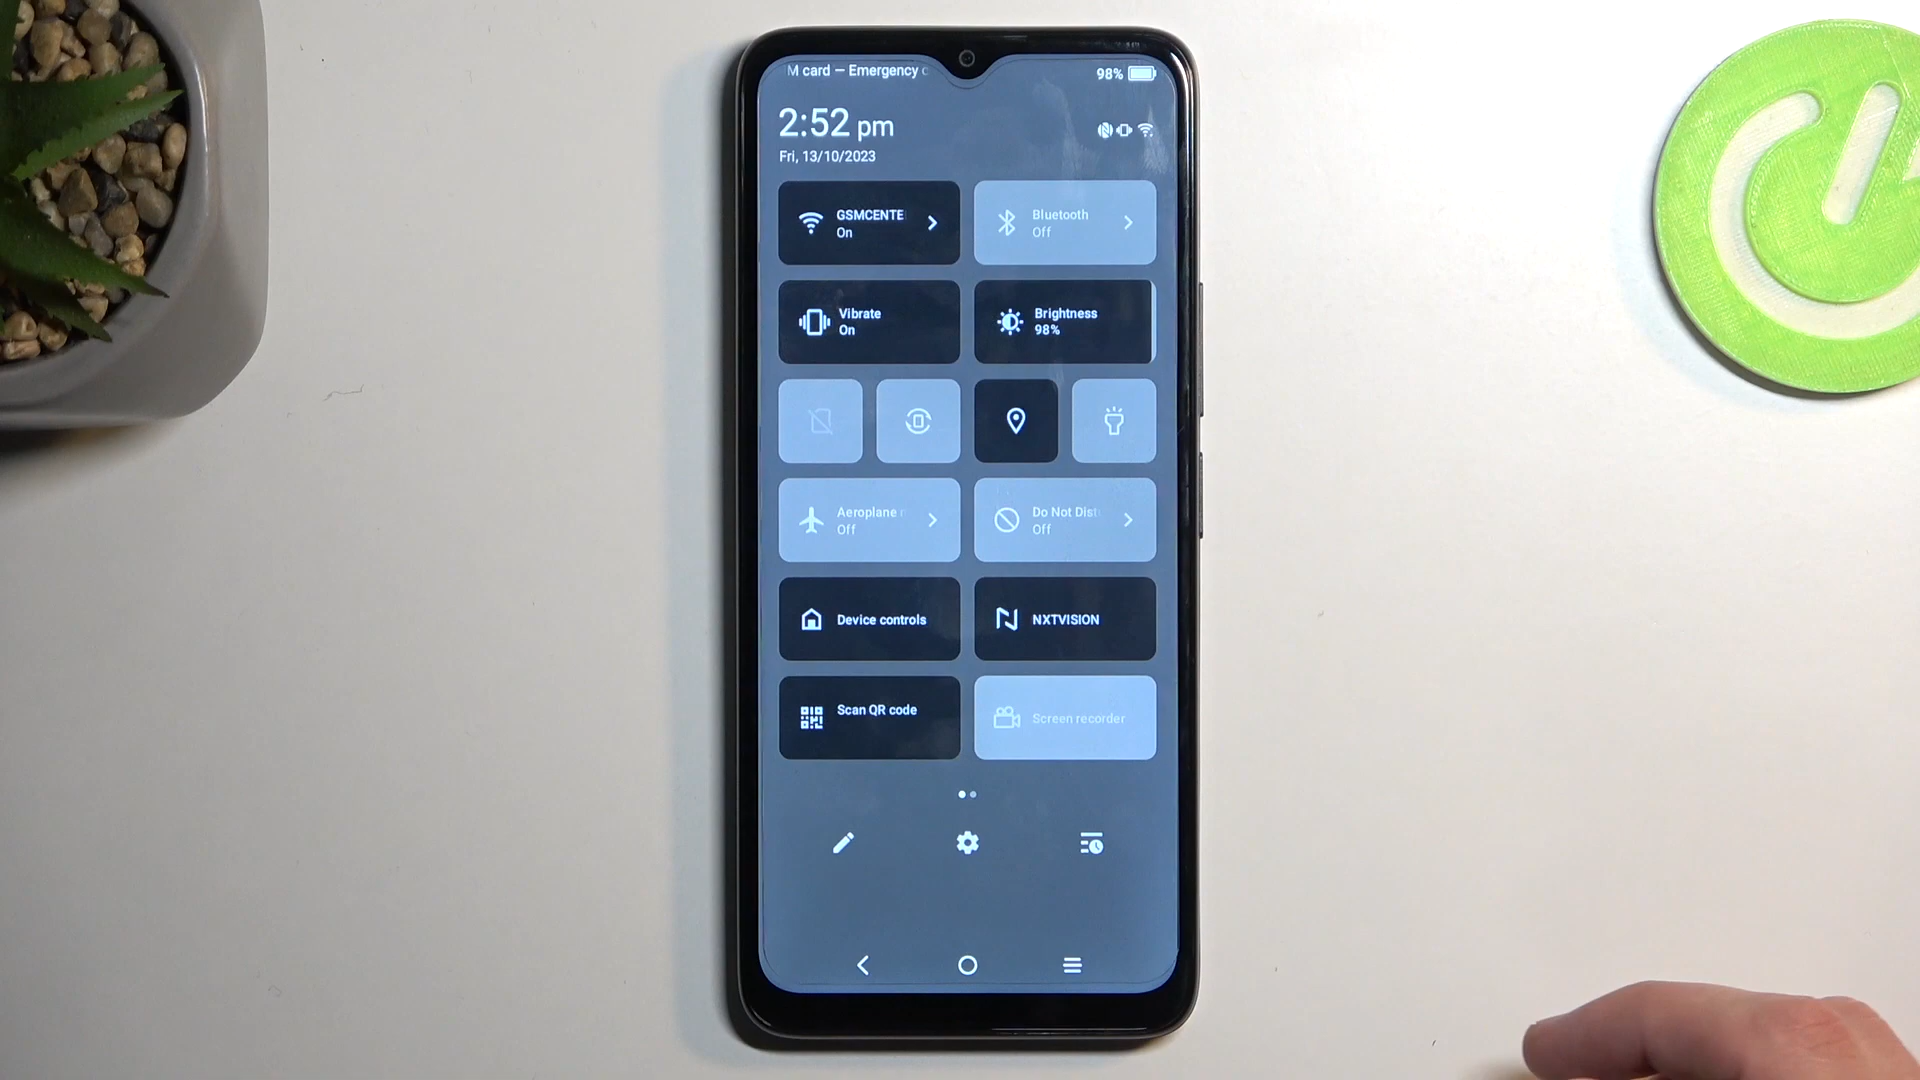 M card – Emergency
98%
2:52 pm
Fri, 13/10/2023
GSMCENTE
On
Bluetooth
Off
Vibrate
On
Brightness
98%
Aeroplane
Off
Do Not Dist
Off
Device controls
NXTVISION
Scan QR code
Screen recorder